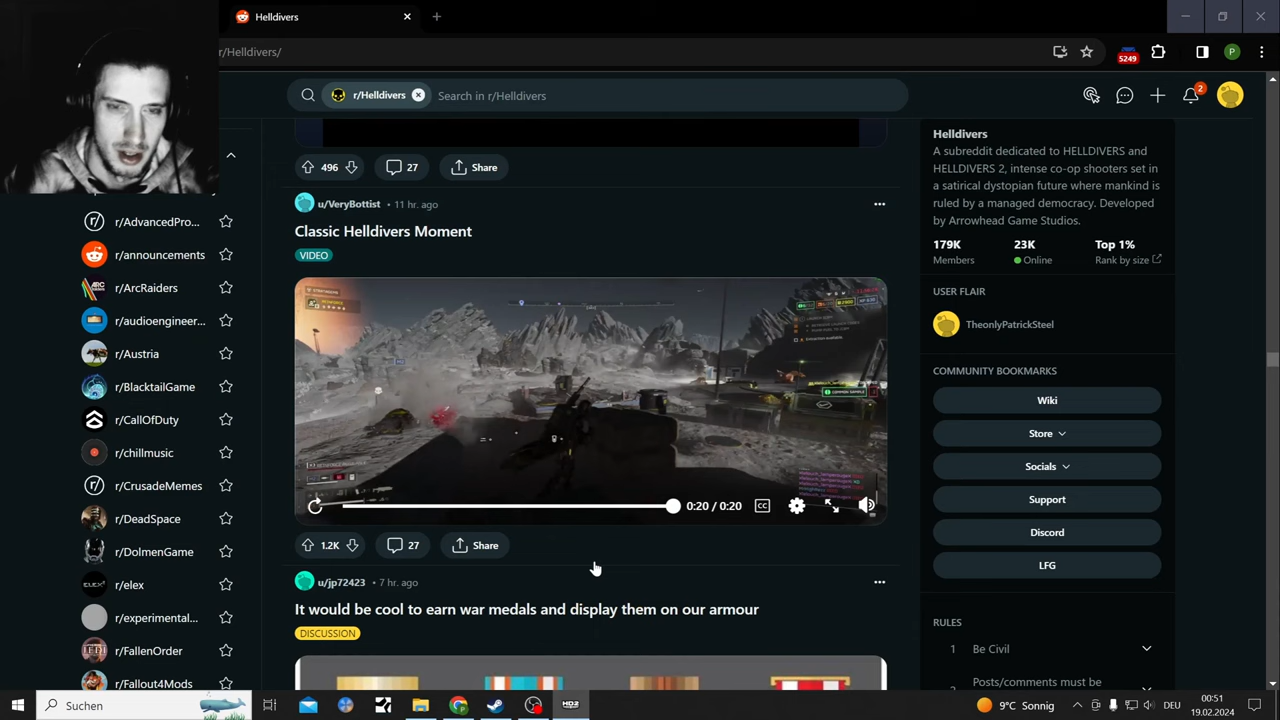 Helldivers
r/Helldivers/
5249
P
r/Helldivers
Search in r/Helldivers
2
496
27
Share
u/VeryBottist • 11 hr. ago
Classic Helldivers Moment
VIDEO
0:20 / 0:20
CC
1.2K
27
Share
u/jp72423 • 7 hr. ago
It would be cool to earn war medals and display them on our armour
DISCUSSION
r/AdvancedPro...
r/announcements
r/ArcRaiders
r/audioengineer...
r/Austria
r/BlacktailGame
r/CallOfDuty
r/chillmusic
r/CrusadeMemes
r/DeadSpace
r/DolmenGame
r/elex
r/experimental...
r/FallenOrder
r/Fallout4Mods
Helldivers
A subreddit dedicated to HELLDIVERS and
HELLDIVERS 2, intense co-op shooters set in
a satirical dystopian future where mankind is
ruled by a managed democracy. Developed
by Arrowhead Game Studios.
179K
23K
Top 1%
Members
Online
Rank by size
USER FLAIR
TheonlyPatrickSteel
COMMUNITY BOOKMARKS
Wiki
Store
Socials
Support
Discord
LFG
RULES
1 Be Civil
Posts/comments must be
Suchen
HD3
9°C Sonnig
DEU
00:51
19.02.2024